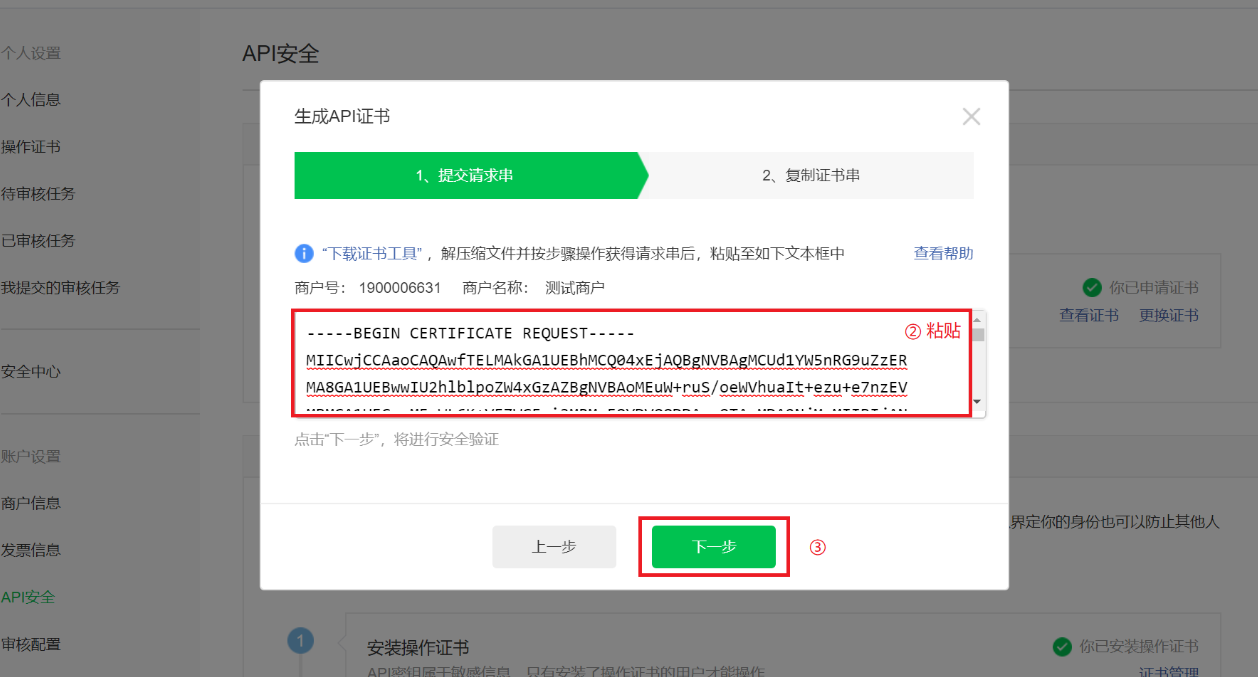 个人设置
个人信息
操作证书
待审核任务
已审核任务
我提交的审核任务
安全中心
账户设置
商户信息
发票信息
API安全
审核配置
API安全
生成API证书
1、提交请求串
2、复制证书串
“下载证书工具”，解压缩文件并按步骤操作获得请求串后，粘贴至如下文本框中
查看帮助
商户号： 1900006631 商户名称： 测试商户
-----BEGIN CERTIFICATE REQUEST-----
② 粘贴
MIICwjCCAaoCAQAwfTELMAkGA1UEBhMCQ04xEjAQBgNVBAgMCUd1YW5nRG9uZzER
MA8GA1UEBwwIU2hlblpoZW4xGzAZBgNVBAoMEuW+ruS/oeWVhuaIt+ezu+e7nzEV
点击“下一步”，将进行安全验证
上一步
下一步
③
你已申请证书
查看证书 更换证书
界定你的身份也可以防止其他人
1
安装操作证书
你已安装操作证书
API密钥属于敏感信息，只有安装了操作证书的用户才能操作
证书管理